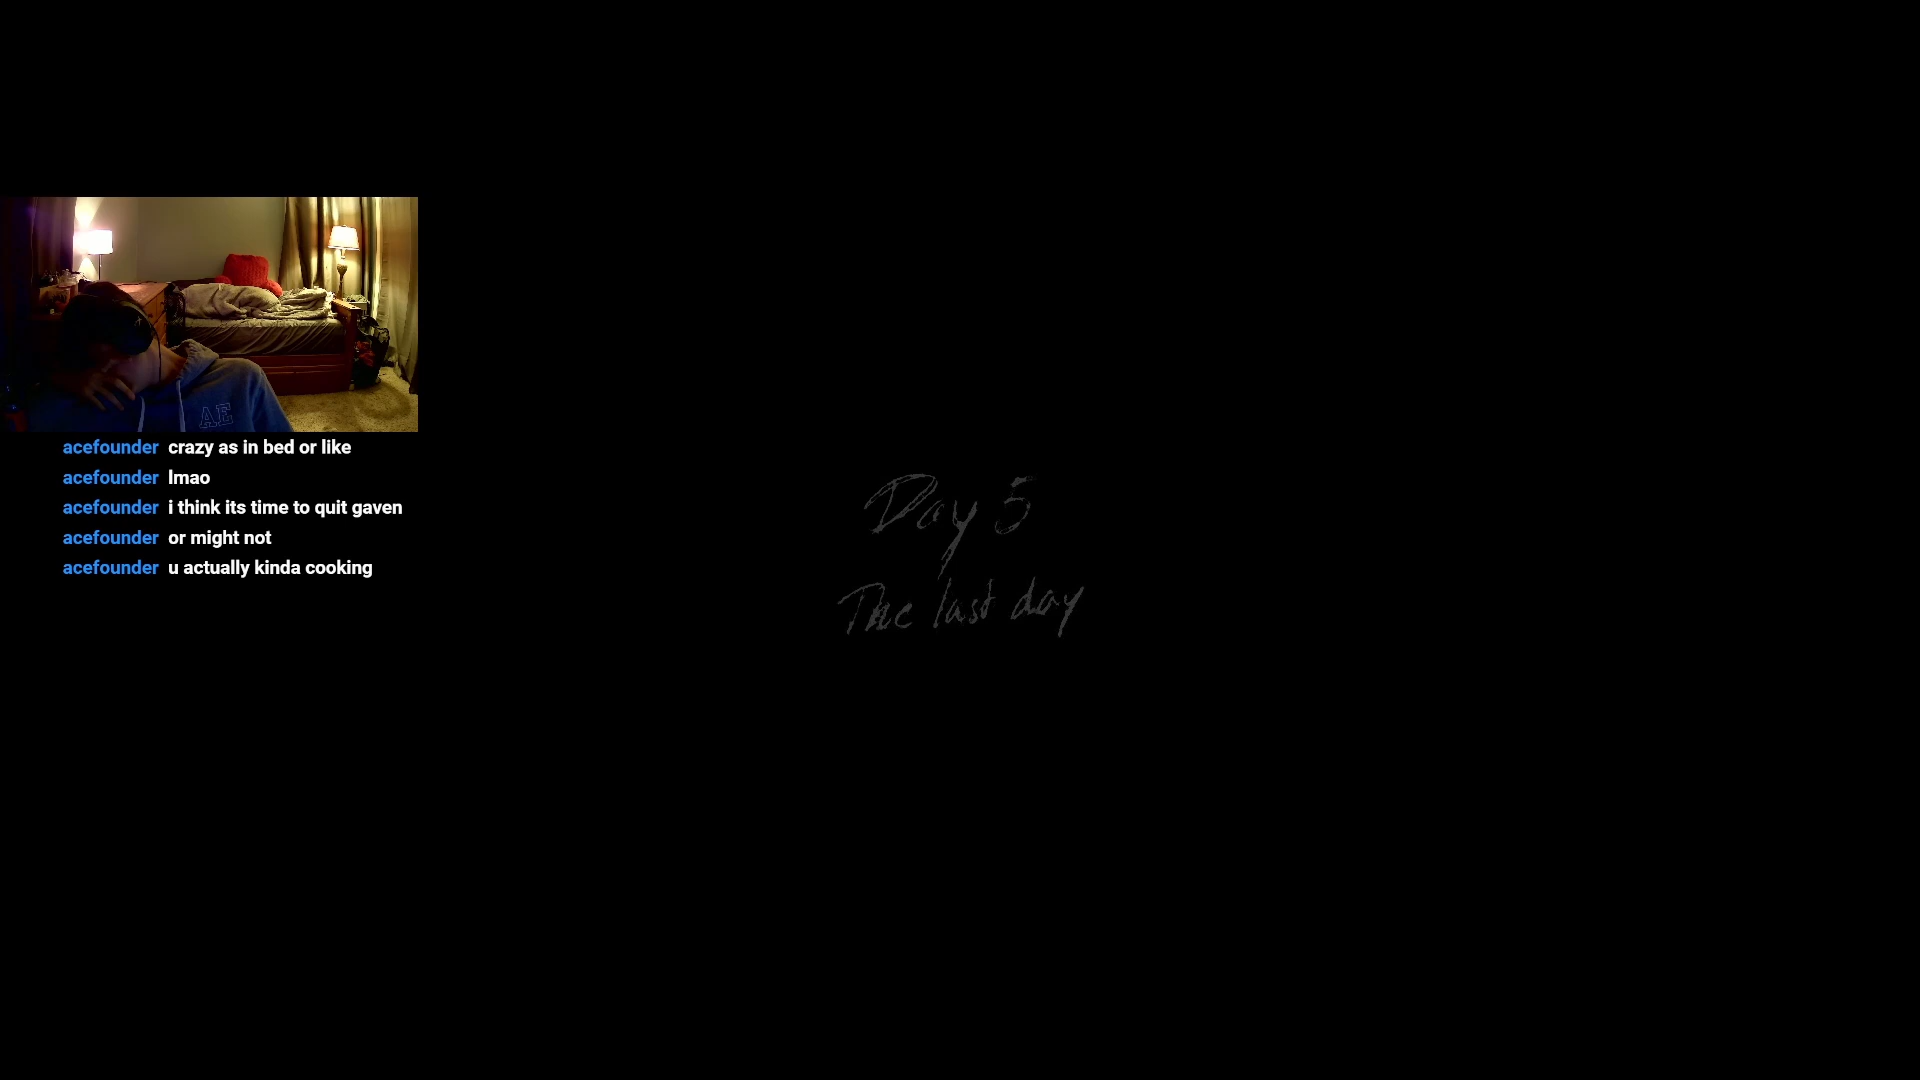 AE
acefounder crazy as in bed or like
acefounder lmao
acefounder i think its time to quit gaven
acefounder or might not
acefounder u actually kinda cooking
Day 5
The last day